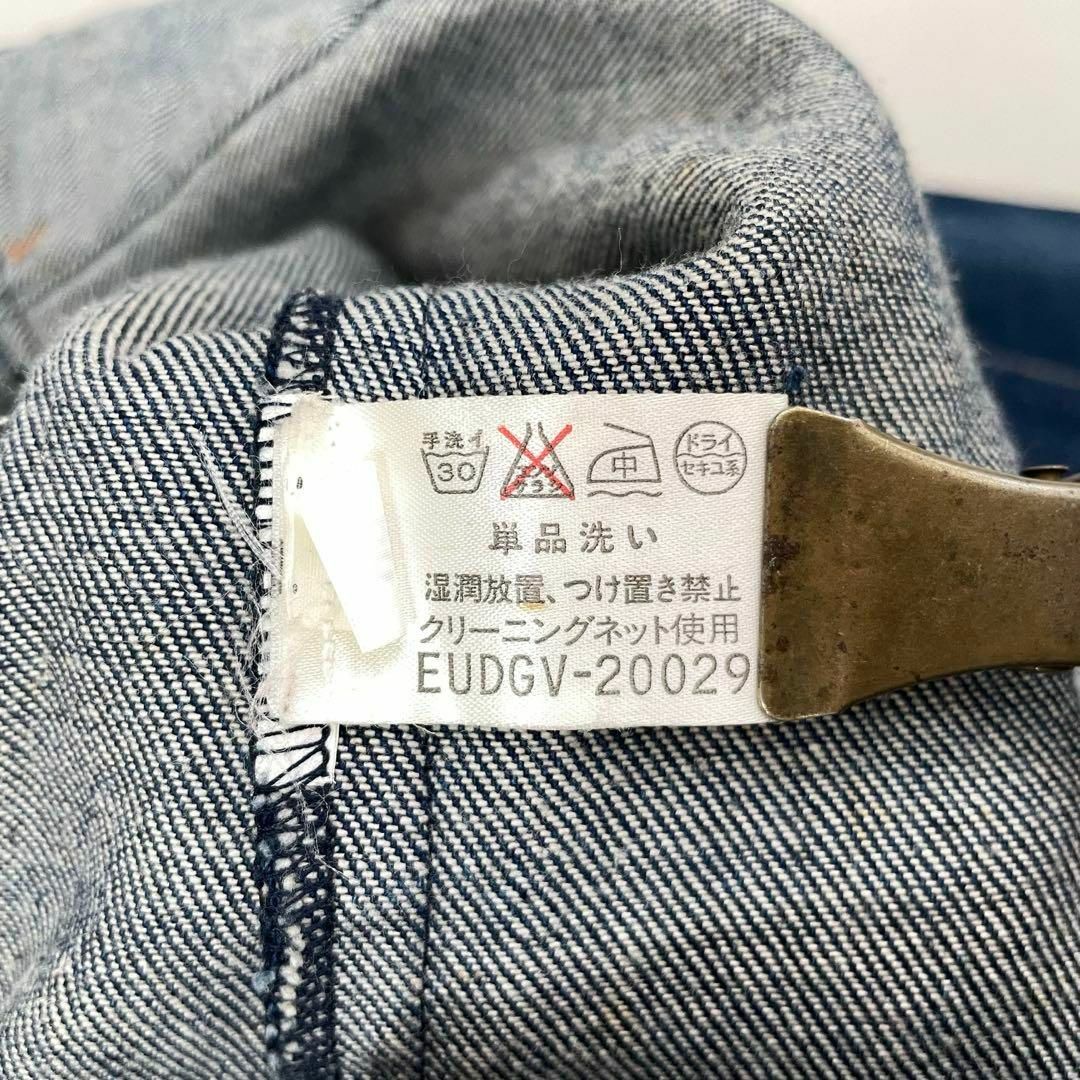 手洗イ 30 エンソサラシ 中 ドライ セキユ系
単品洗い
湿潤放置、つけ置き禁止
クリーニングネット使用
EUDGV-20029